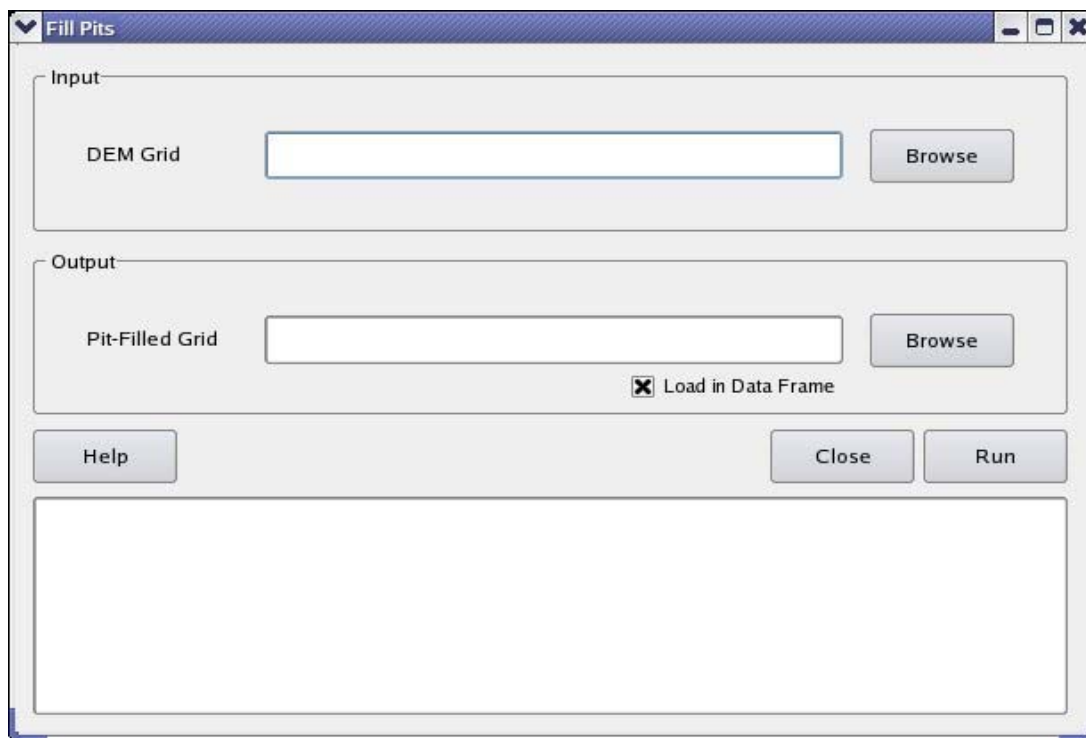 Fill Pits
Input
DEM Grid
Browse
Output
Pit-Filled Grid
Browse
Load in Data Frame
Help
Close
Run